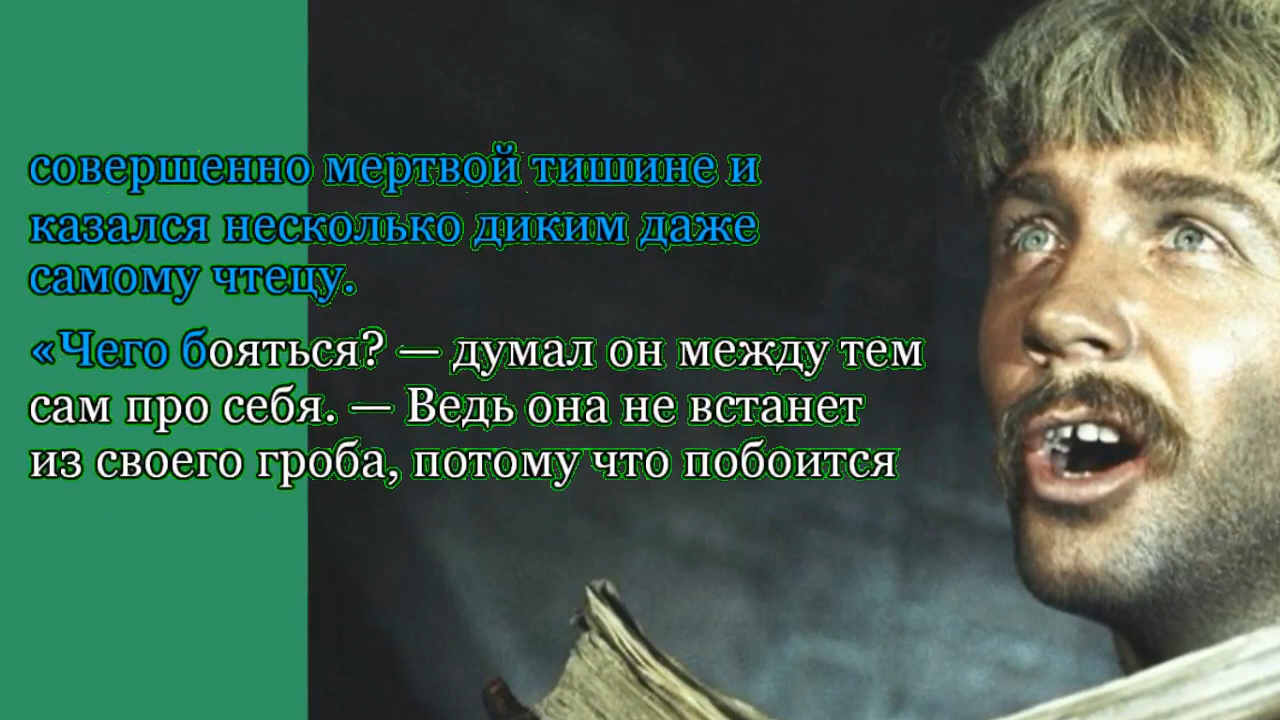 совершенно мертвой тишине и
казался несколько диким даже
самому чтецу.
«Чего бояться? — думал он между тем
сам про себя. — Ведь она не встанет
из своего гроба, потому что побоится